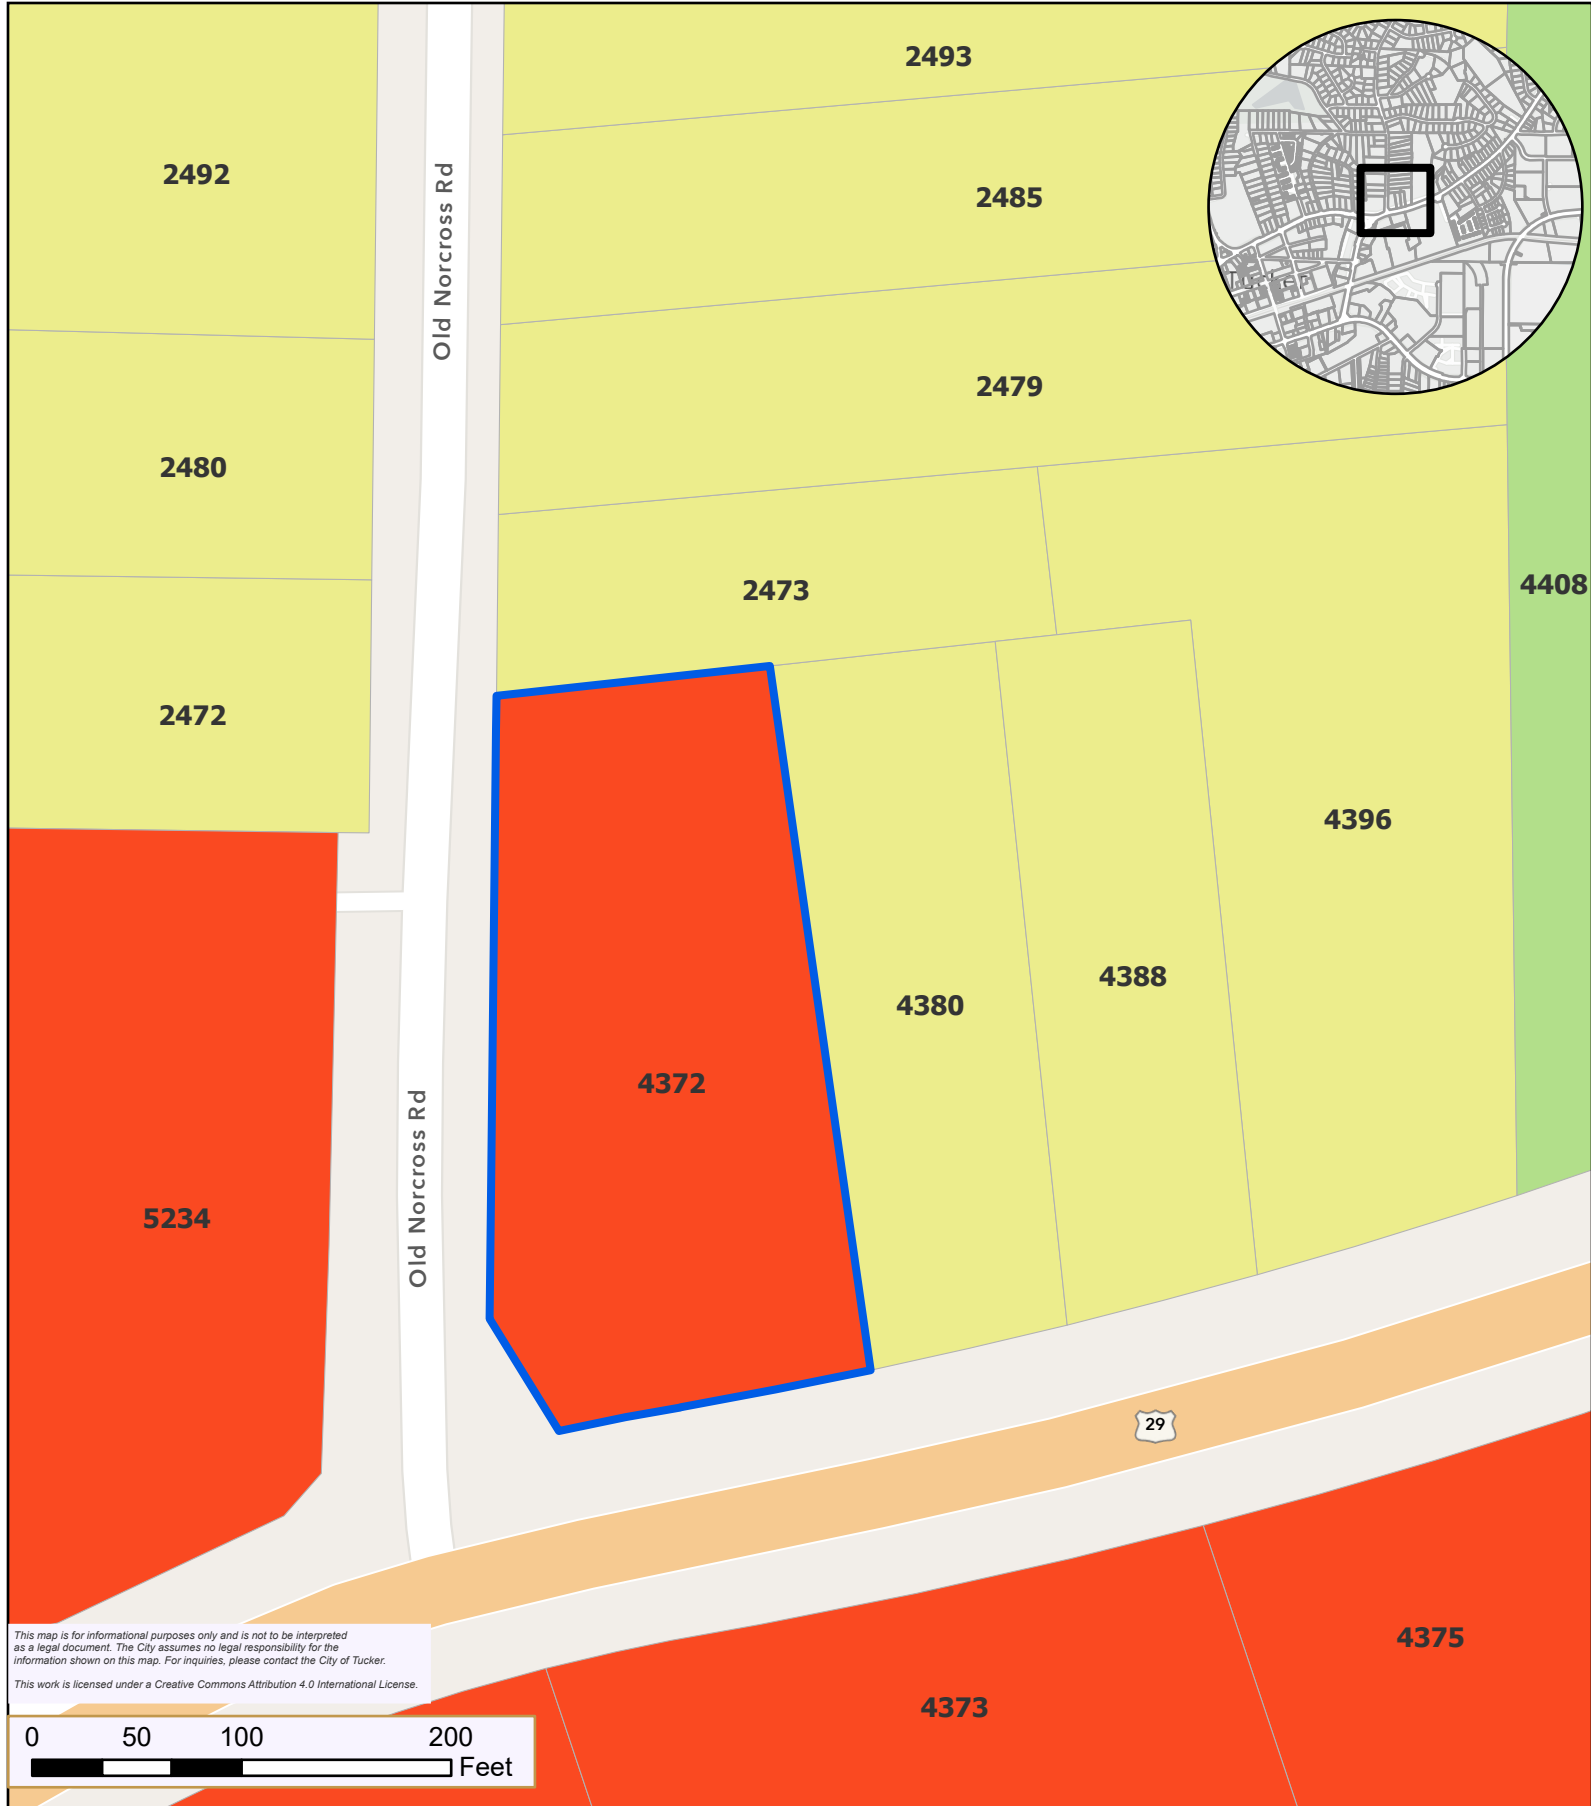 2493
2492
Old Norcross Rd
2485
Tucker
2479
2480
4408
2473
2472
4396
4388
4380
4372
Old Norcross Rd
5234
29
This map is for informational purposes only and is not to be interpreted
as a legal document. The City assumes no legal responsibility for the
information shown on this map. For inquiries, please contact the City of Tucker.
This work is licensed under a Creative Commons Attribution 4.0 International License.
4375
4373
0 50 100 200
Feet